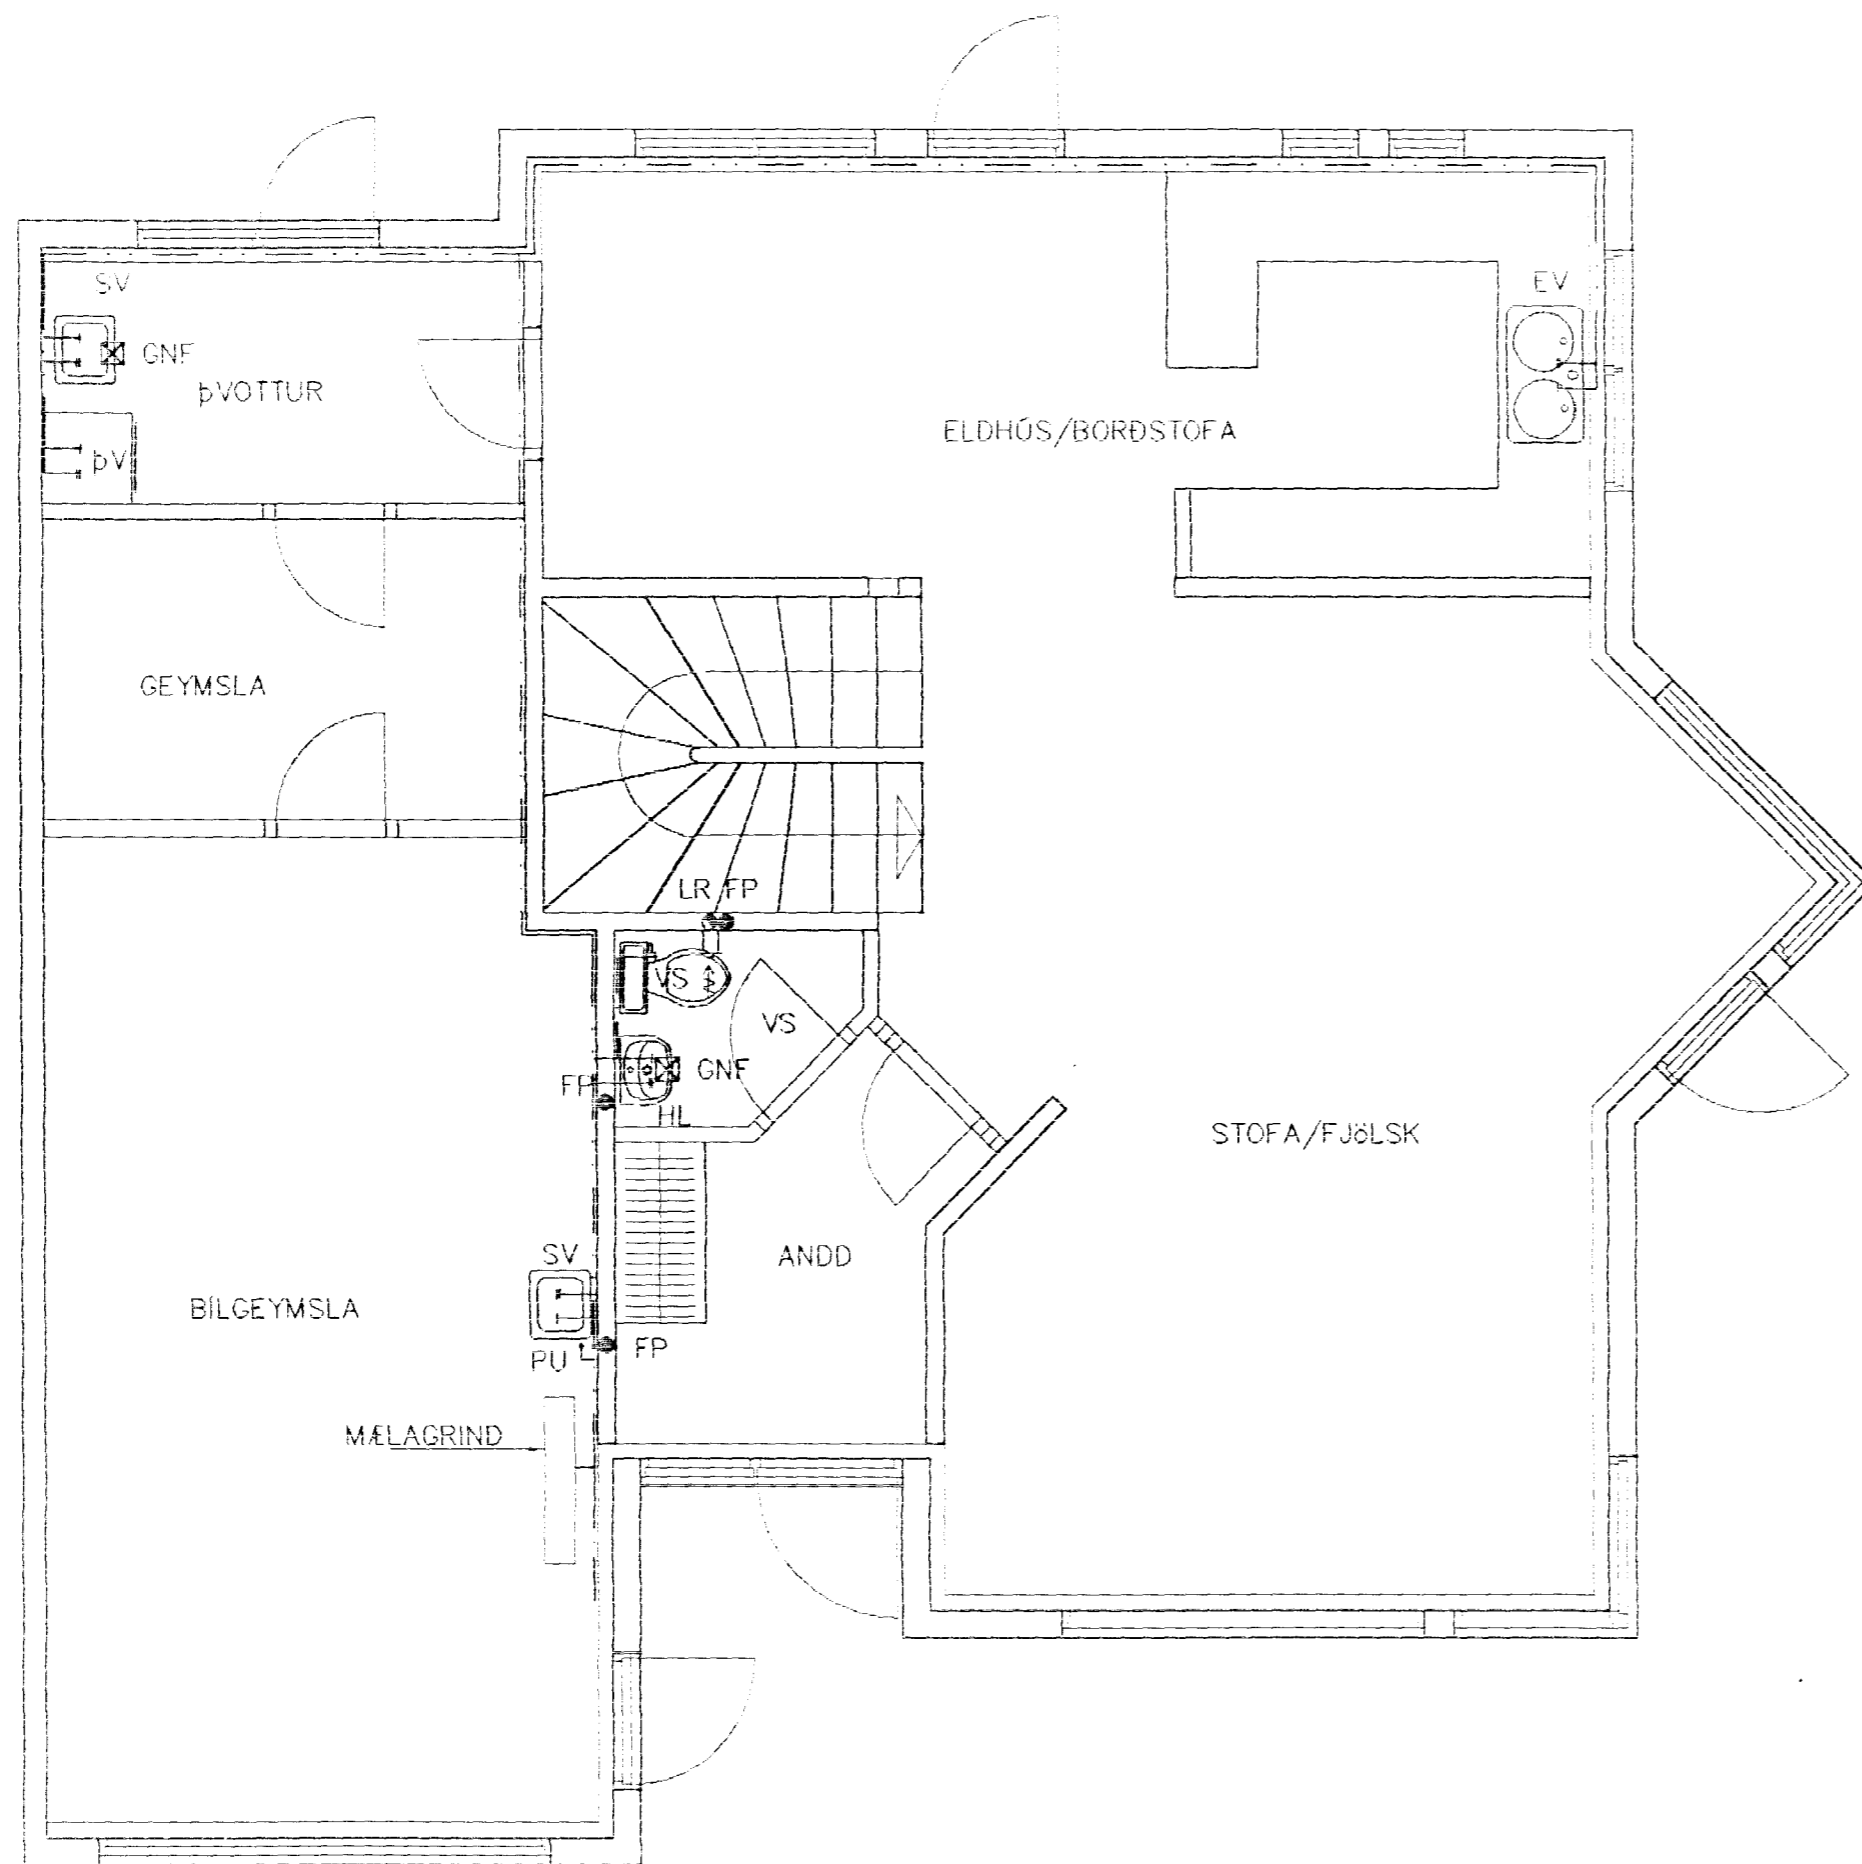 SV
EV
GNF
ÞVOTTUR
ELDHÚS/BORÐSTOFA
ÞV
GEYMSLA
LR FP
VS
VS
GNF
FP
HL
STOFA/FJÖLSK
SV
ANDD
BÍLGEYMSLA
PU
FP
MÆLAGRIND